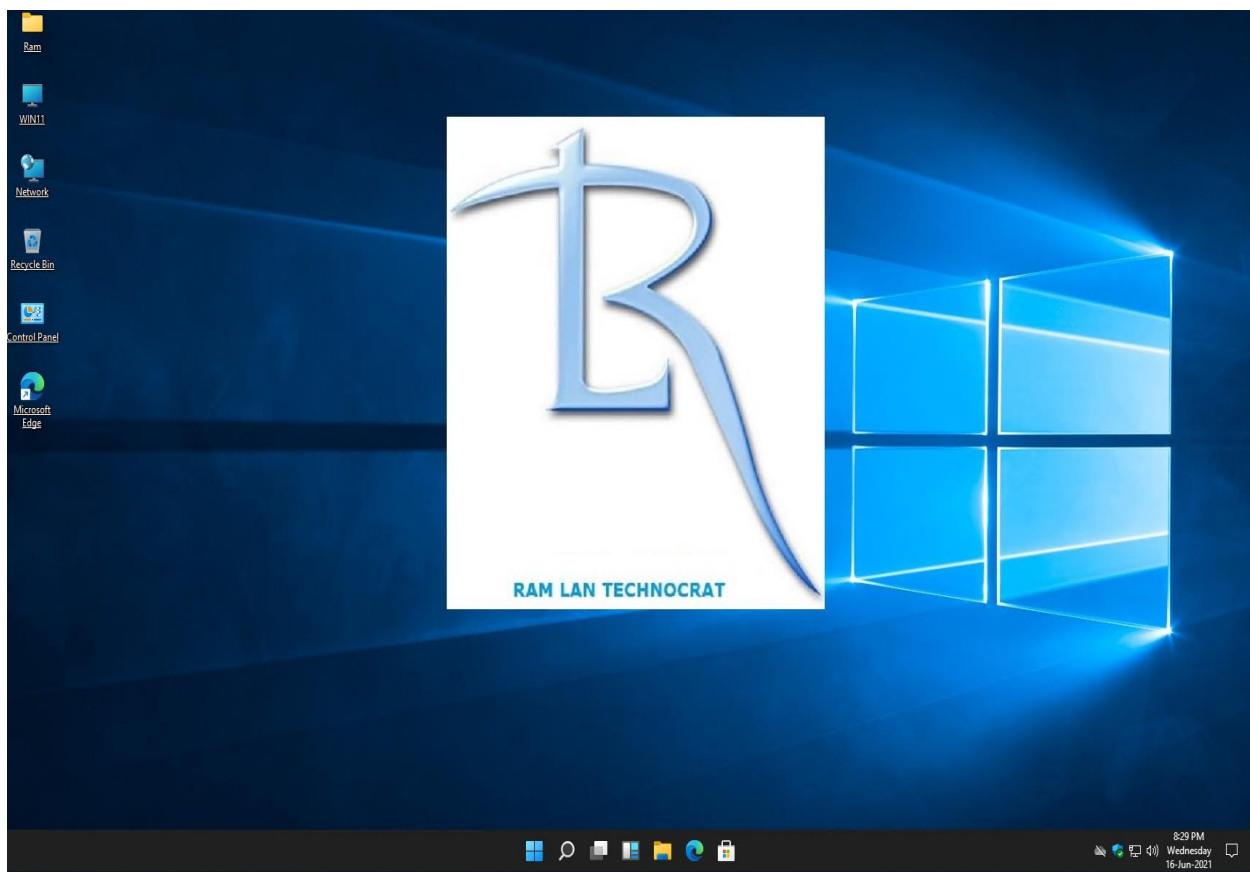 Ram
WIN11
Network
Recycle Bin
Control Panel
Microsoft
Edge
RAM LAN TECHNOCRAT
8:29 PM
Wednesday
16-Jun-2021